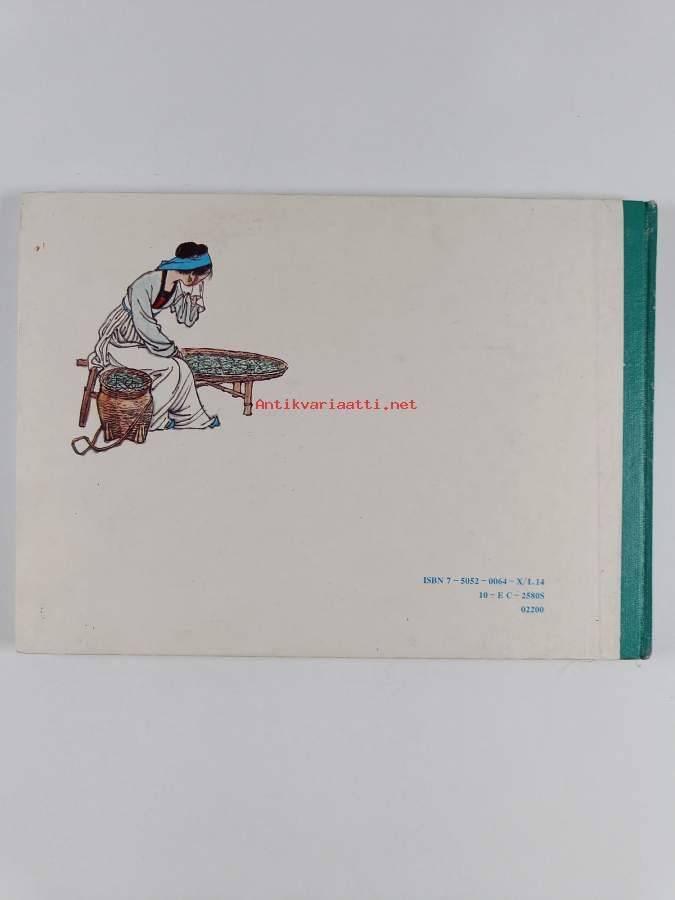 Antikvariaatti.net
ISBN 7-5052-0064-X/I.14
10-E C-2580S
02200